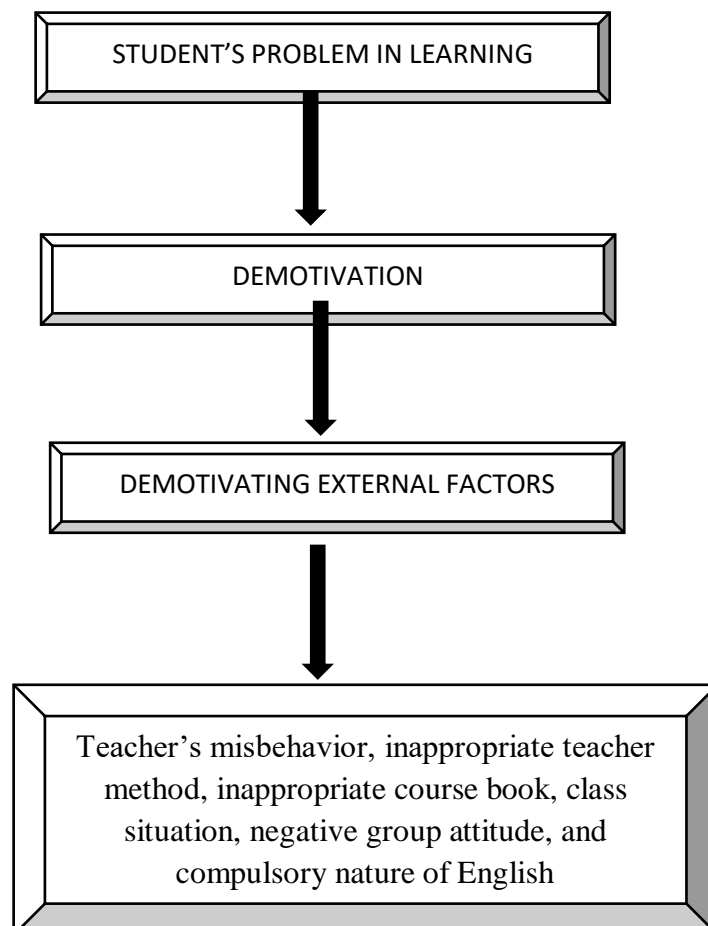 STUDENT’S PROBLEM IN LEARNING
DEMOTIVATION
DEMOTIVATING EXTERNAL FACTORS
Teacher’s misbehavior, inappropriate teacher
method, inappropriate course book, class
situation, negative group attitude, and
compulsory nature of English